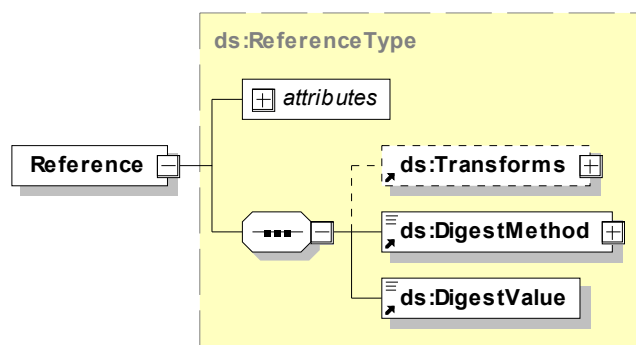 ds:ReferenceType
attributes
Reference
ds:Transforms
ds:DigestMethod
ds:DigestValue